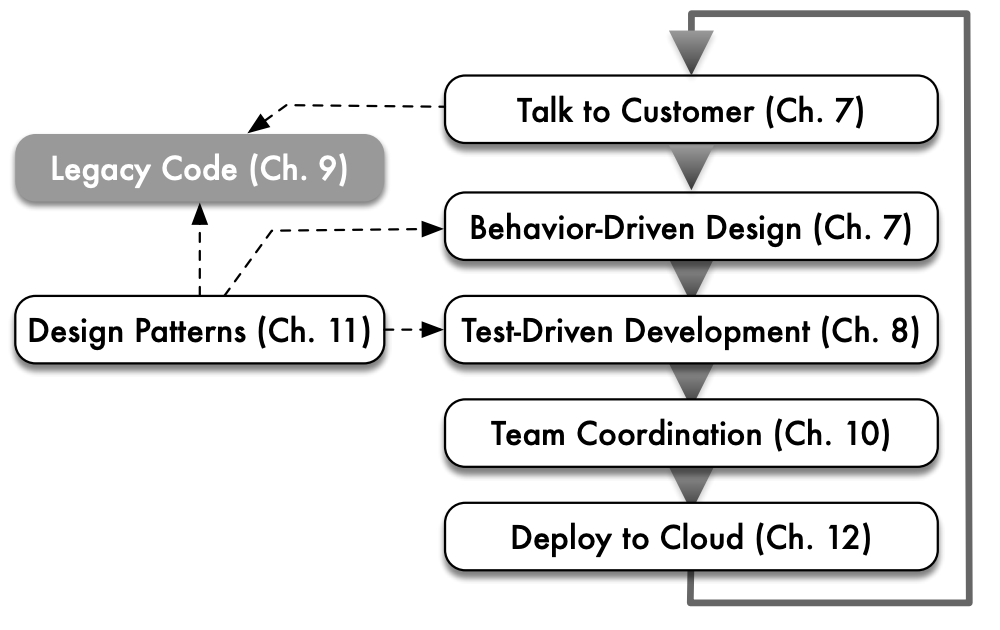 Talk to Customer (Ch. 7)
Legacy Code (Ch. 9)
Behavior-Driven Design (Ch. 7)
Design Patterns (Ch. 11)
Test-Driven Development (Ch. 8)
Team Coordination (Ch. 10)
Deploy to Cloud (Ch. 12)